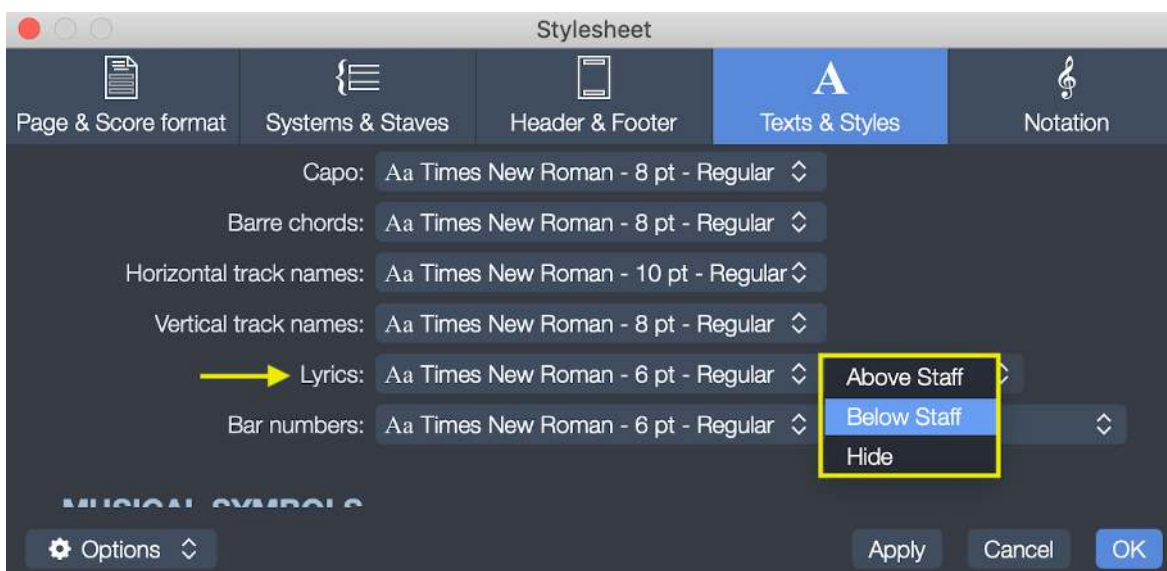 Stylesheet
Page & Score format Systems & Staves Header & Footer Texts & Styles Notation
Capo: Aa Times New Roman - 8 pt - Regular
Barre chords: Aa Times New Roman - 8 pt - Regular
Horizontal track names: Aa Times New Roman - 10 pt - Regular
Vertical track names: Aa Times New Roman - 8 pt - Regular
Lyrics: Aa Times New Roman - 6 pt - Regular Above Staff
Bar numbers: Aa Times New Roman - 6 pt - Regular Below Staff
Hide
MUSICAL SYMBOLS
Options Apply Cancel OK